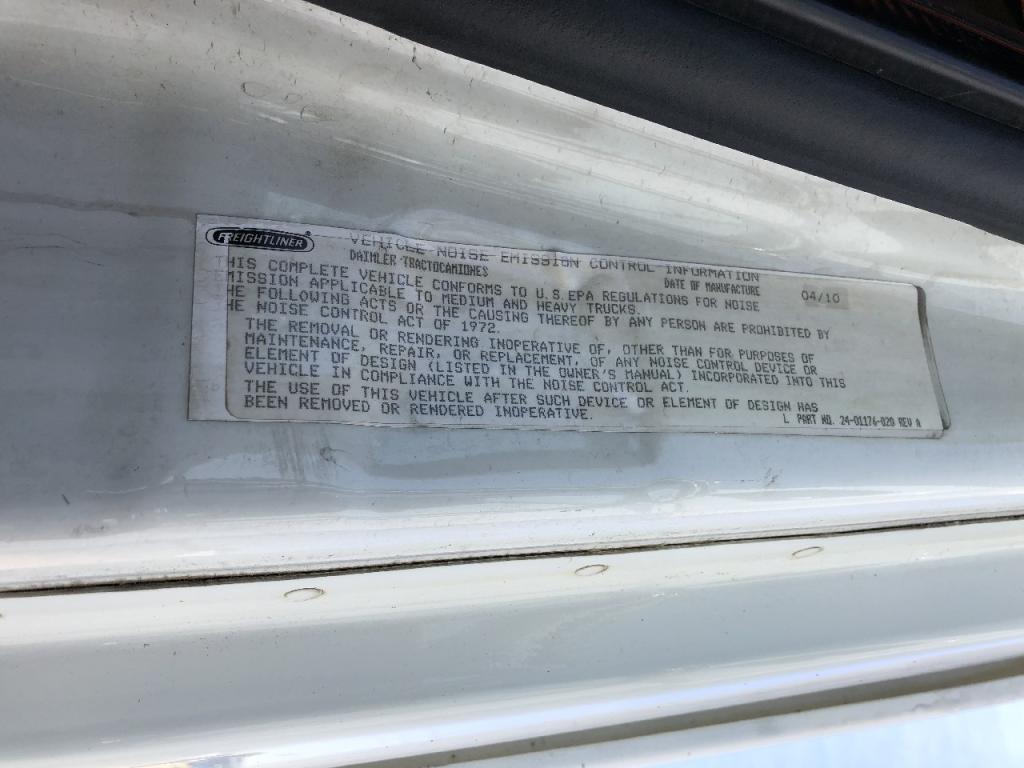 FREIGHTLINER
VEHICLE NOISE EMISSION CONTROL INFORMATION
DAIMLER TRACTOCAMIONES
DATE OF MANUFACTURE 04/10
THIS COMPLETE VEHICLE CONFORMS TO U.S.EPA REGULATIONS FOR NOISE
EMISSION APPLICABLE TO MEDIUM AND HEAVY TRUCKS.
HE FOLLOWING ACTS OR THE CAUSING THEREOF BY ANY PERSON ARE PROHIBITED BY
HE NOISE CONTROL ACT OF 1972.
THE REMOVAL OR RENDERING INOPERATIVE OF, OTHER THAN FOR PURPOSES OF
MAINTENANCE, REPAIR, OR REPLACEMENT, OF ANY NOISE CONTROL DEVICE OR
ELEMENT OF DESIGN (LISTED IN THE OWNER'S MANUAL) INCORPORATED INTO THIS
VEHICLE IN COMPLIANCE WITH THE NOISE CONTROL ACT.
THE USE OF THIS VEHICLE AFTER SUCH DEVICE OR ELEMENT OF DESIGN HAS
BEEN REMOVED OR RENDERED INOPERATIVE.
L PART NO. 24-01176-020 REV A